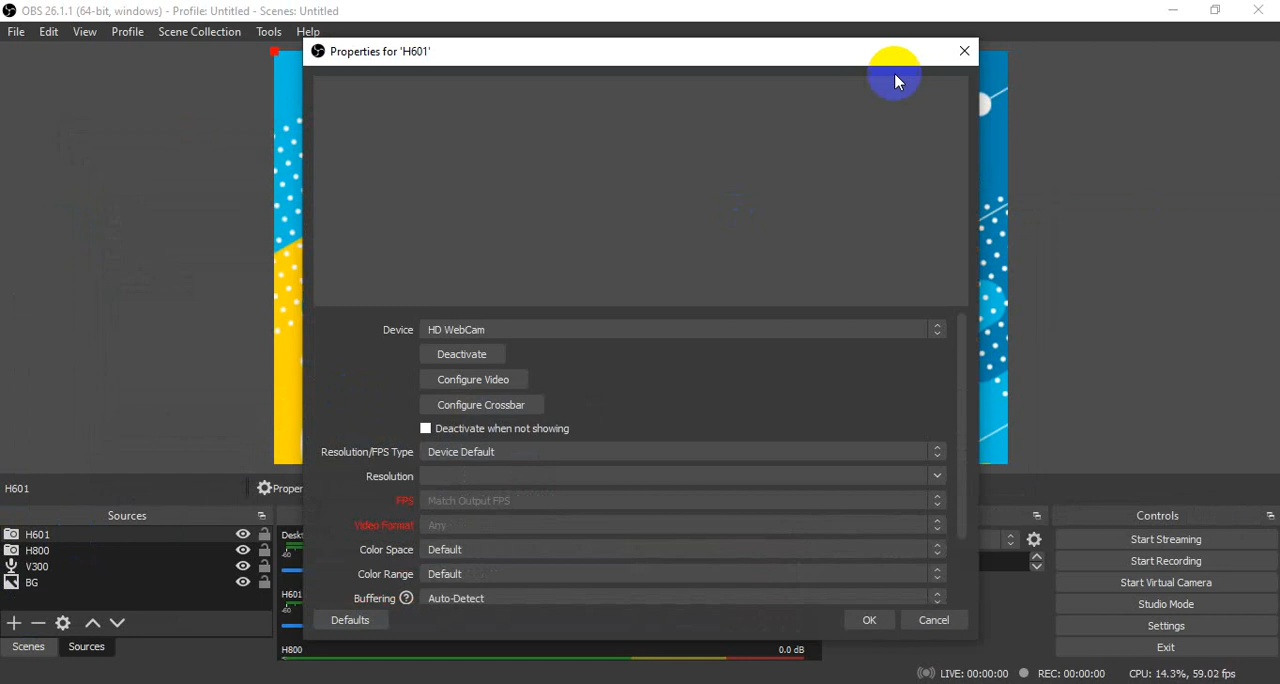 OBS 26.1.1 (64-bit, windows) - Profile: Untitled - Scenes: Untitled
File Edit View Profile Scene Collection Tools Help
Properties for 'H601'
Device HD WebCam
Deactivate
Configure Video
Configure Crossbar
Deactivate when not showing
Resolution/FPS Type Device Default
Resolution
FPS Match Output FPS
Video Format Any
Color Space Default
Color Range Default
Buffering ? Auto-Detect
Defaults OK Cancel
H601 Proper
Sources
H601
H800
V300
BG
Scenes Sources
Deskt
-60
H601
-60
H800 0.0 dB
Controls
Start Streaming
Start Recording
Start Virtual Camera
Studio Mode
Settings
Exit
LIVE: 00:00:00 REC: 00:00:00 CPU: 14.3%, 59.02 fps